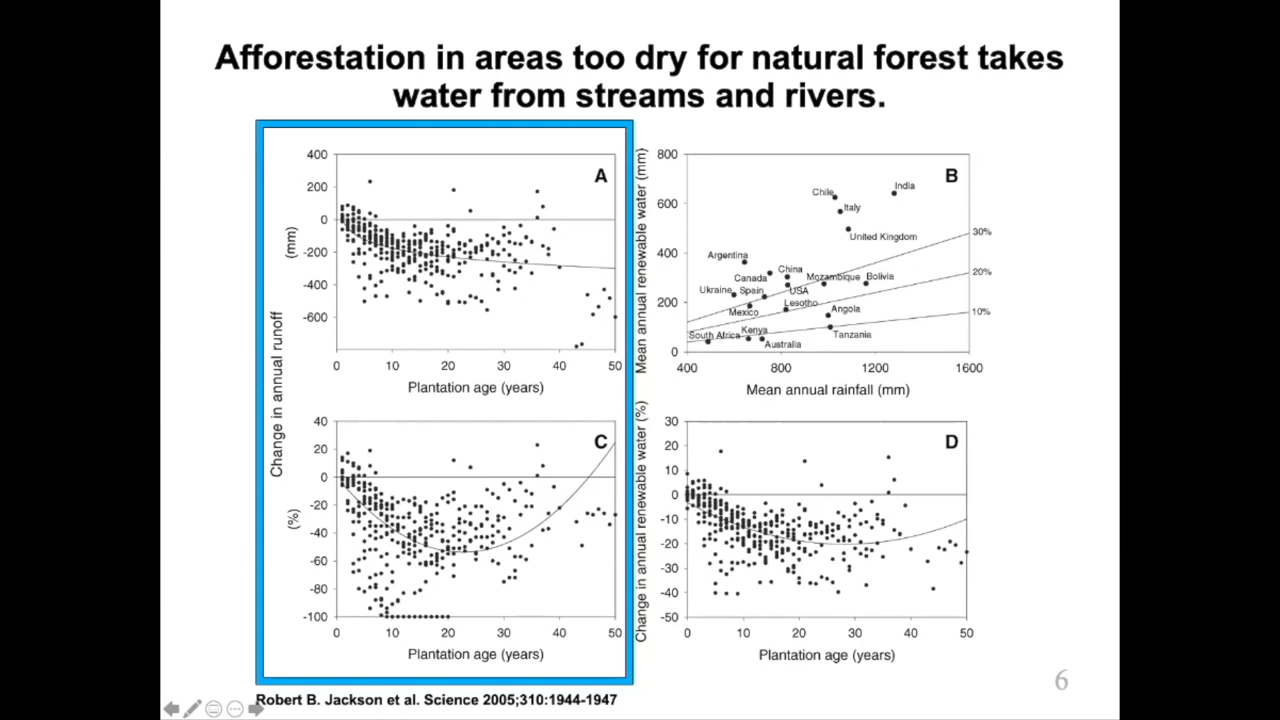 Afforestation in areas too dry for natural forest takes
water from streams and rivers.
Change in annual runoff
(mm)
400
200
0
-200
-400
-600
A
0 10 20 30 40 50
Plantation age (years)
Mean annual renewable water (mm)
800
600
400
200
0
B
India
Chile
Italy
United Kingdom
30%
Argentina
China
Canada
Mozambique
Bolivia
20%
Ukraine
Spain
USA
Lesotho
Mexico
Angola
10%
South Africa
Kenya
Tanzania
Australia
400 800 1200 1600
Mean annual rainfall (mm)
(%)
40
20
0
-20
-40
-60
-80
-100
C
0 10 20 30 40 50
Plantation age (years)
Change in annual renewable water (%)
30
20
10
0
-10
-20
-30
-40
-50
D
0 10 20 30 40 50
Plantation age (years)
6
Robert B. Jackson et al. Science 2005;310:1944-1947